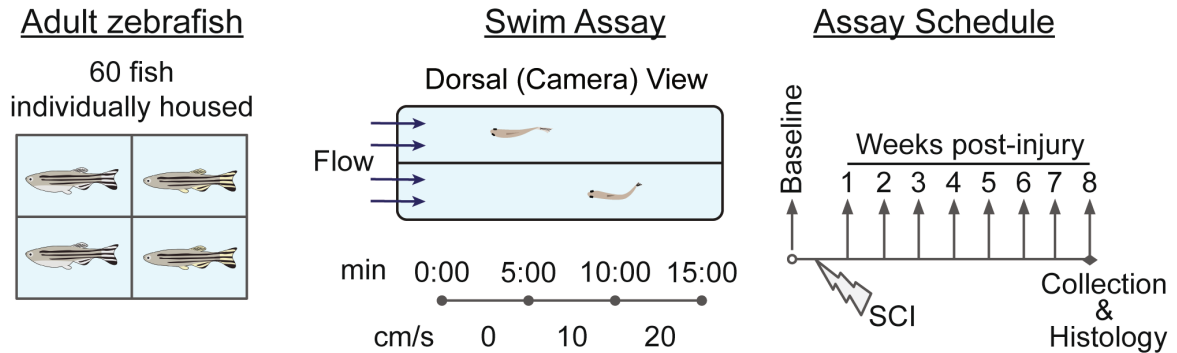 Adult zebrafish
60 fish
individually housed
Swim Assay
Dorsal (Camera) View
Flow
min 0:00 5:00 10:00 15:00
cm/s 0 10 20
Assay Schedule
Baseline
Weeks post-injury
1 2 3 4 5 6 7 8
SCI
Collection
&
Histology